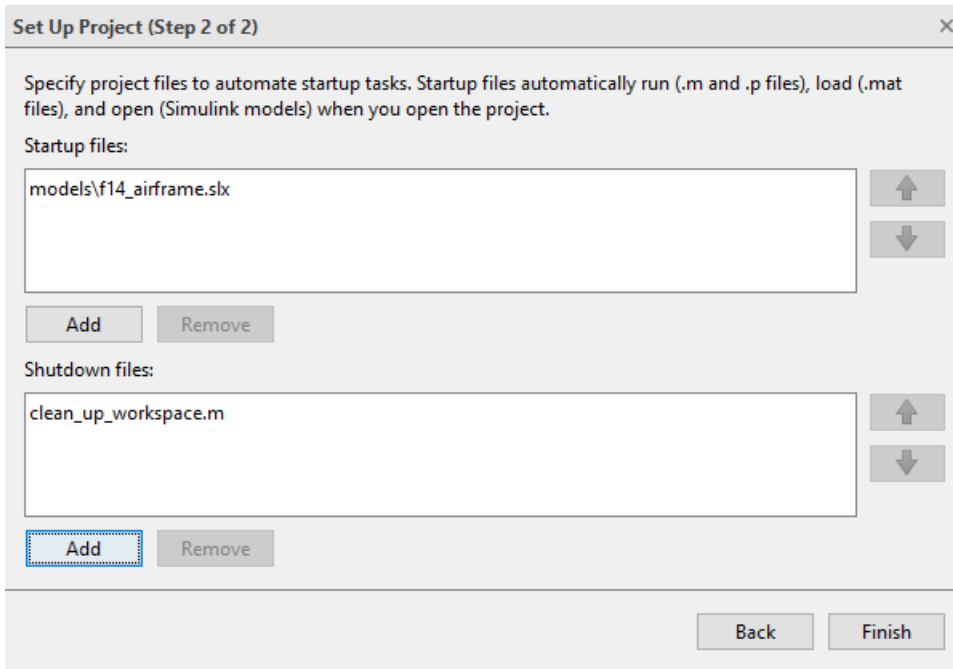 Set Up Project (Step 2 of 2)
Specify project files to automate startup tasks. Startup files automatically run (.m and .p files), load (.mat
files), and open (Simulink models) when you open the project.
Startup files:
models\f14_airframe.slx
Add Remove
Shutdown files:
clean_up_workspace.m
Add Remove
Back Finish